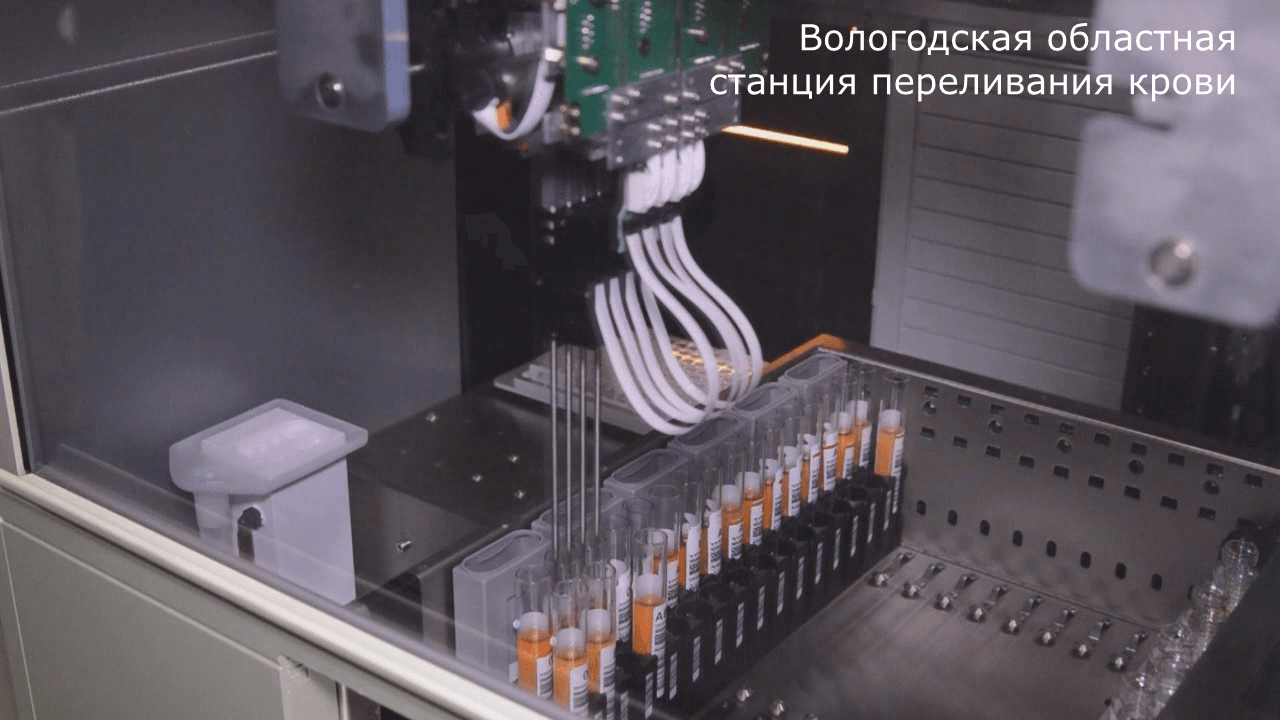 Вологодская областная
станция переливания крови